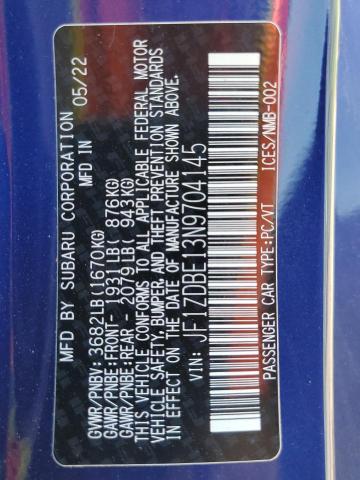 MFD BY SUBARU CORPORATION
MFD IN 05/22
GVWR/PNBV:3682LB(1670KG)
GAWR/PNBE:FRONT- 1937LB( 876KG)
GAWR/PNBE:REAR - 2079LB( 943KG)
THIS VEHICLE CONFORMS TO ALL APPLICABLE FEDERAL MOTOR
VEHICLE SAFETY,BUMPER AND THEFT PREVENTION STANDARDS
IN EFFECT ON THE DATE OF MANUFACTURE SHOWN ABOVE.
VIN: JF1ZDBE13N9704145
PASSENGER CAR/VEHICLE TYPE:PC/VT ICES/NMB-002